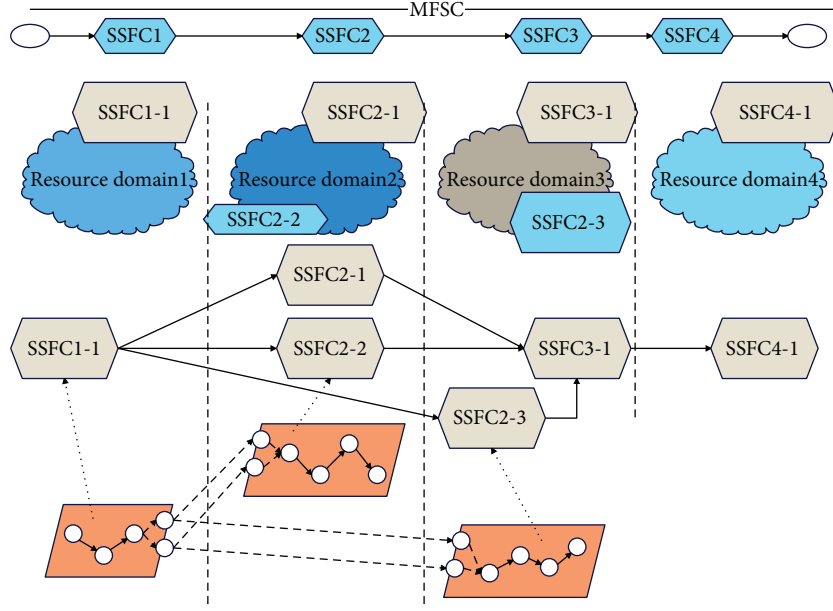 MFSC
SSFC1
SSFC2
SSFC3
SSFC4
SSFC1-1
SSFC2-1
SSFC3-1
SSFC4-1
Resource domain1
Resource domain2
Resource domain3
Resource domain4
SSFC2-2
SSFC2-3
SSFC2-1
SSFC1-1
SSFC2-2
SSFC3-1
SSFC4-1
SSFC2-3